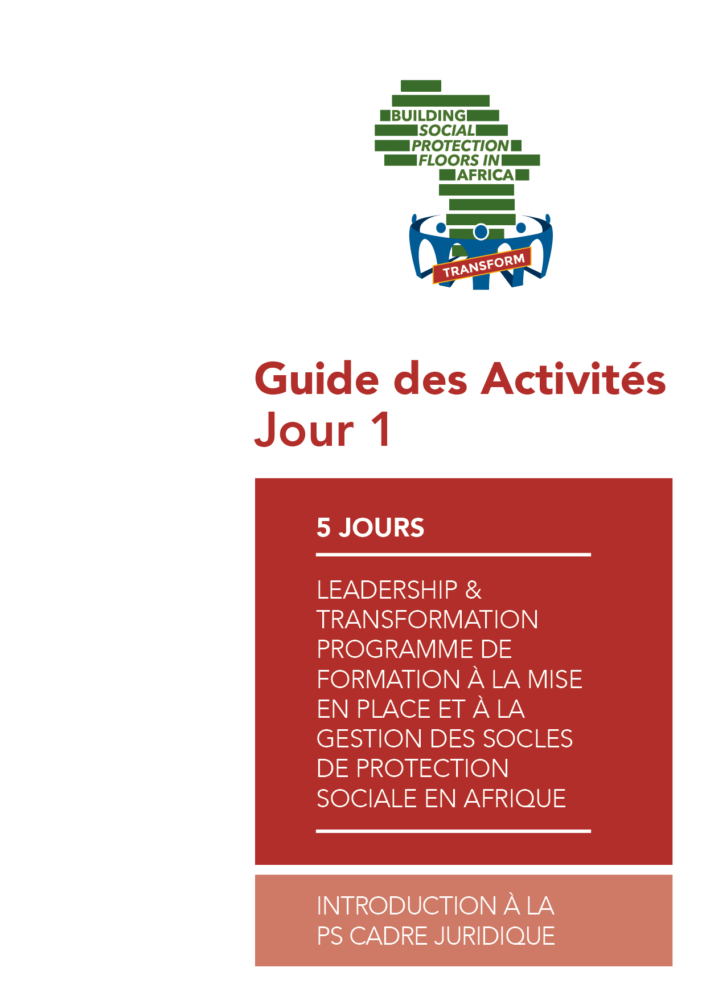 BUILDING
SOCIAL
PROTECTION
FLOORS IN
AFRICA
TRANSFORM
Guide des Activités
Jour 1
5 JOURS
LEADERSHIP &
TRANSFORMATION
PROGRAMME DE
FORMATION À LA MISE
EN PLACE ET À LA
GESTION DES SOCLES
DE PROTECTION
SOCIALE EN AFRIQUE
INTRODUCTION À LA
PS CADRE JURIDIQUE